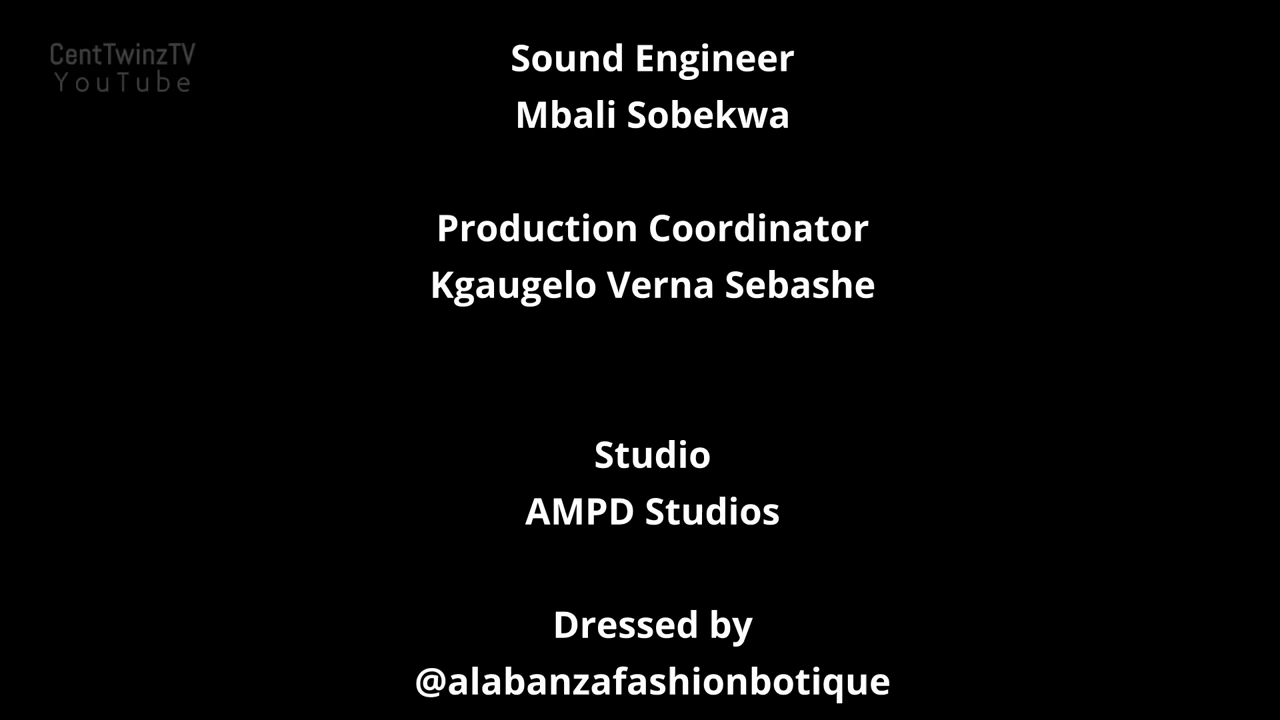 CentTwinzTV
YouTube
Sound Engineer
Mbali Sobekwa
Production Coordinator
Kgaugelo Verna Sebashe
Studio
AMPD Studios
Dressed by
@alabanzafashionbotique